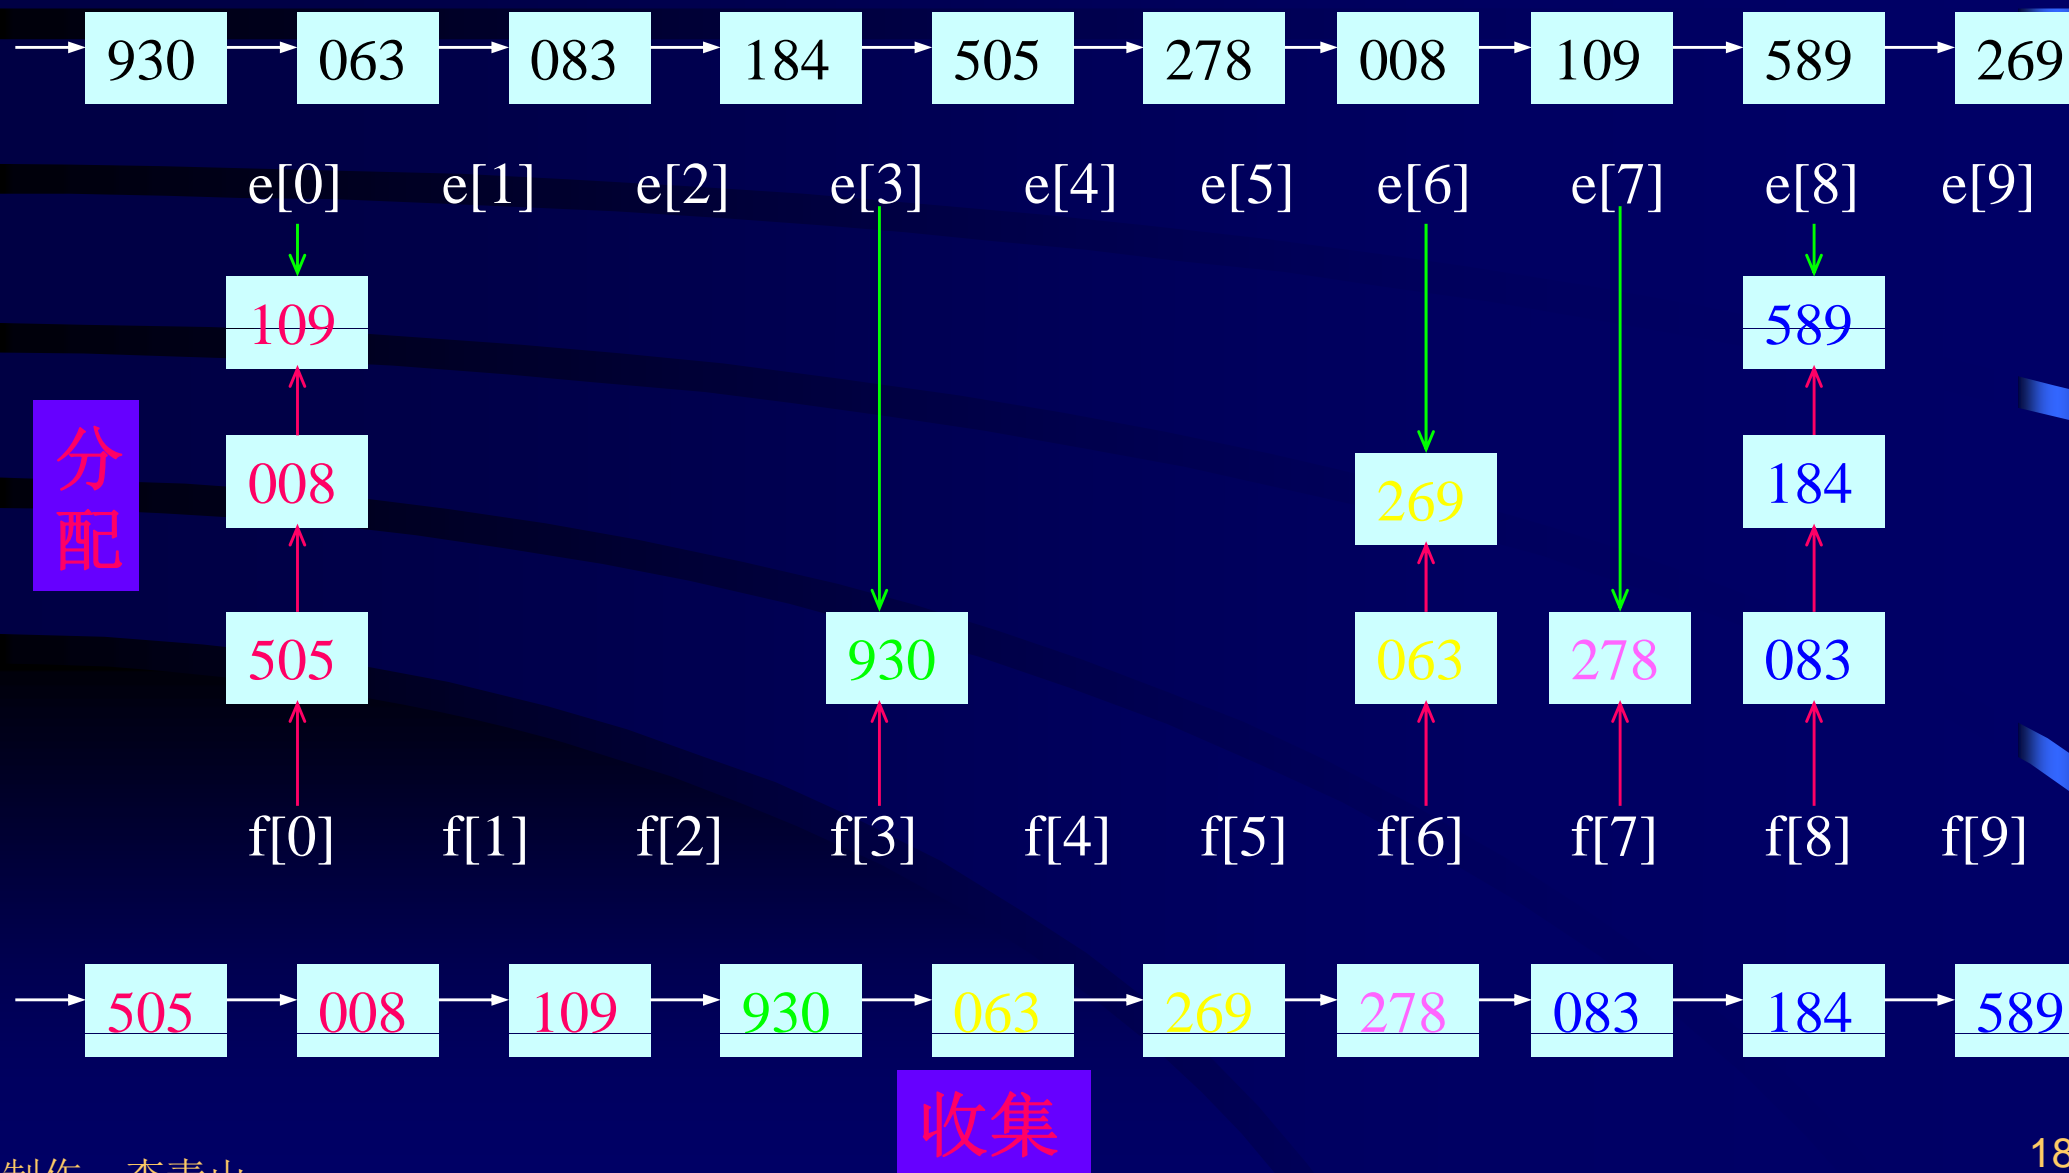 930 063 083 184 505 278 008 109 589 269
e[0] e[1] e[2] e[3] e[4] e[5] e[6] e[7] e[8] e[9]
109 589
分
配
008 184
269
505 930 063 278 083
f[0] f[1] f[2] f[3] f[4] f[5] f[6] f[7] f[8] f[9]
505 008 109 930 063 269 278 083 184 589
收集
18